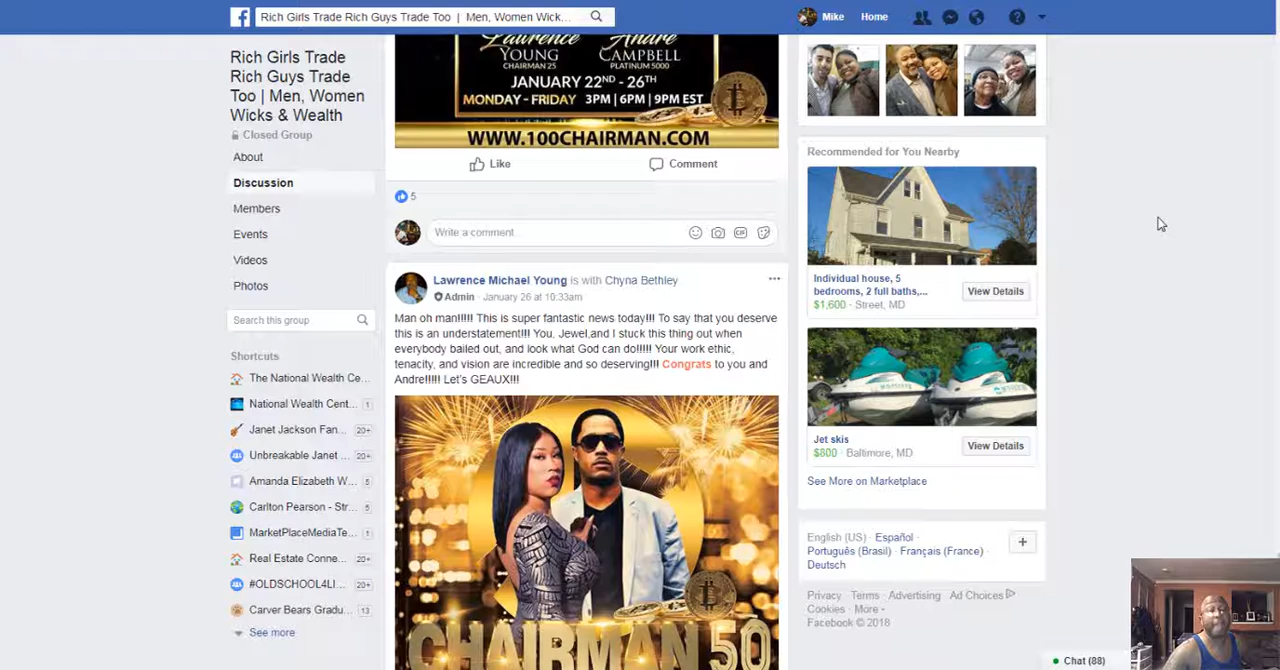 Rich Girls Trade Rich Guys Trade Too | Men, Women Wick...
Mike
Home
Rich Girls Trade
Rich Guys Trade
Too | Men, Women
Wicks & Wealth
Closed Group
About
Discussion
Members
Events
Videos
Photos
Search this group
Shortcuts
The National Wealth Ce...
National Wealth Cent... 1
Janet Jackson Fan... 20+
Unbreakable Janet ... 20+
Amanda Elizabeth W... 5
Carlton Pearson - Str... 6
MarketPlaceMediaTe... 1
Real Estate Conne... 20+
#OLDSCHOOL4LI... 20+
Carver Bears Gradu... 13
See more
Lawrence Andre
YOUNG CAMPBELL
CHAIRMAN 25 PLATINUM 5000
JANUARY 22ND - 26TH
MONDAY - FRIDAY 3PM | 6PM | 9PM EST
WWW.100CHAIRMAN.COM
Like
Comment
5
Write a comment...
GIF
Lawrence Michael Young is with Chyna Bethley
Admin · January 26 at 10:33am
Man oh man!!!!! This is super fantastic news today!!! To say that you deserve
this is an understatement!!! You, Jewel,and I stuck this thing out when
everybody bailed out, and look what God can do!!!!! Your work ethic,
tenacity, and vision are incredible and so deserving!!! Congrats to you and
Andre!!!!! Let's GEAUX!!!
CHAIRMAN 50
Recommended for You Nearby
Individual house, 5
bedrooms, 2 full baths,...
$1,600 · Street, MD
View Details
Jet skis
$800 · Baltimore, MD
View Details
See More on Marketplace
English (US) · Español ·
Português (Brasil) · Français (France) ·
Deutsch
Privacy · Terms · Advertising · Ad Choices
Cookies · More
Facebook © 2018
Chat (88)